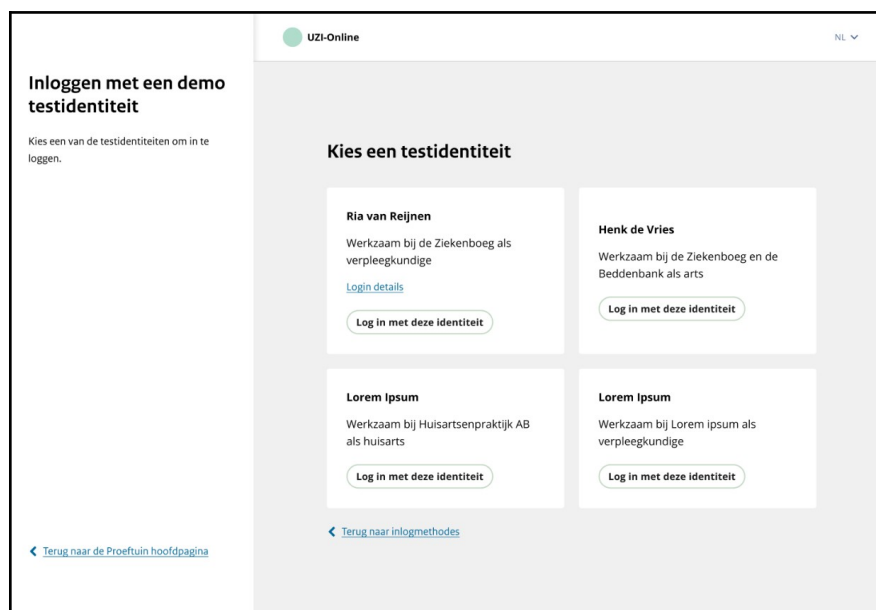 UZI-Online
NL
Inloggen met een demo
testidentiteit
Kies een van de testidentiteiten om in te
loggen.
Kies een testidentiteit
Ria van Reijnen
Werkzaam bij de Ziekenboeg als
verpleegkundige
Login details
Log in met deze identiteit
Henk de Vries
Werkzaam bij de Ziekenboeg en de
Beddenbank als arts
Log in met deze identiteit
Lorem Ipsum
Werkzaam bij Huisartsenpraktijk AB
als huisarts
Log in met deze identiteit
Lorem Ipsum
Werkzaam bij Lorem ipsum als
verpleegkundige
Log in met deze identiteit
Terug naar inlogmethodes
Terug naar de Proeftuin hoofdpagina